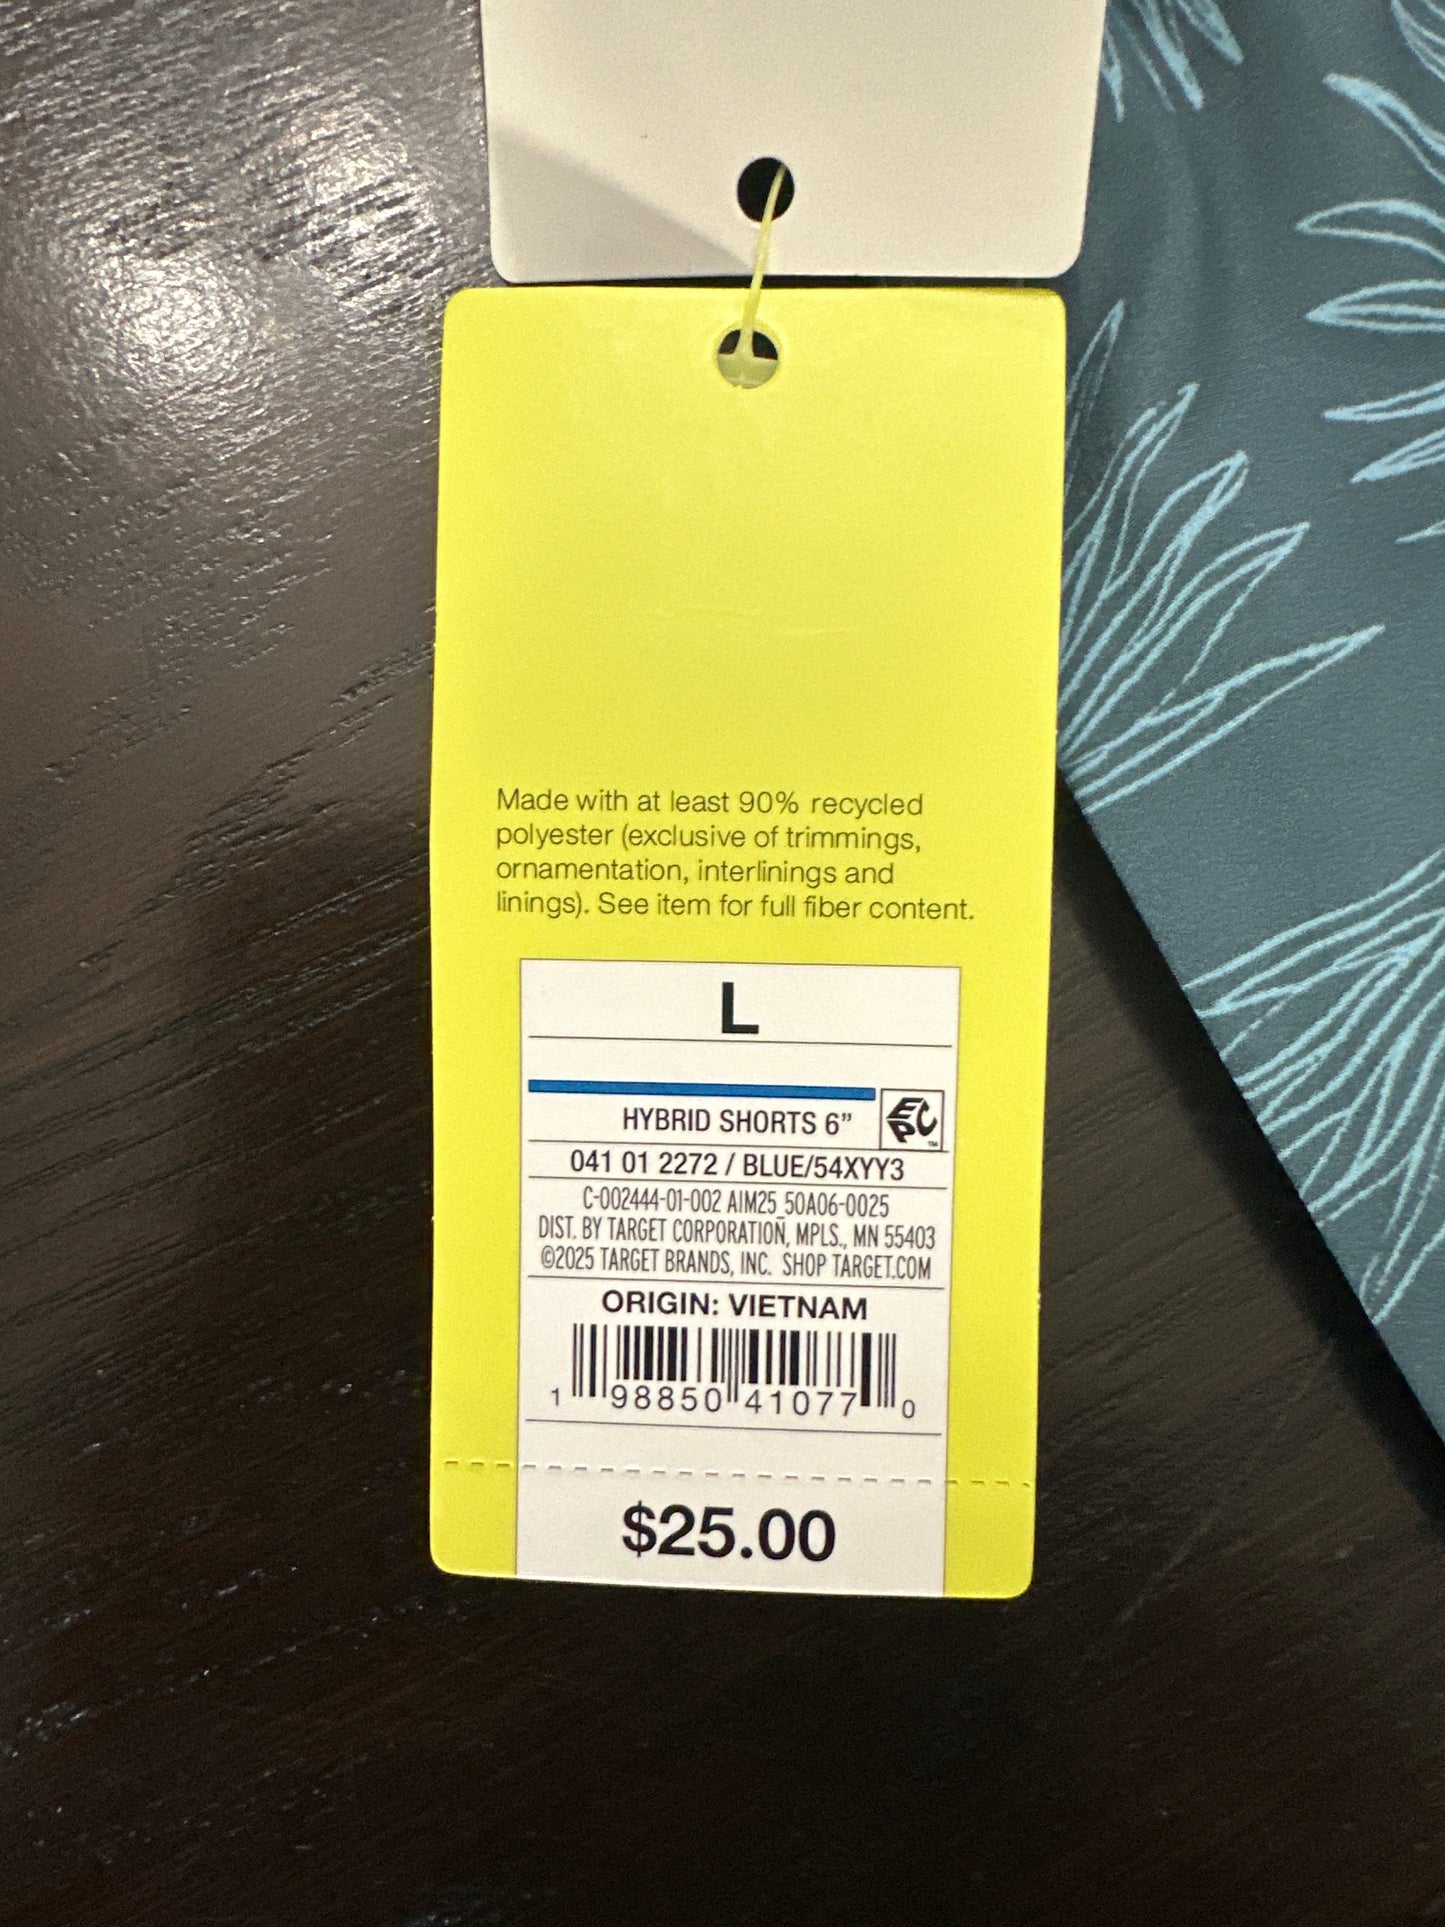 Made with at least 90% recycled
polyester (exclusive of trimmings,
ornamentation, interlinings and
linings). See item for full fiber content.
L
HYBRID SHORTS 6”
EPC™
041 01 2272 / BLUE/54XYY3
C-002444-01-002 AIM25_50A06-0025
DIST. BY TARGET CORPORATION, MPLS., MN 55403
©2025 TARGET BRANDS, INC. SHOP TARGET.COM
ORIGIN: VIETNAM
1 98850 41077 0
$25.00